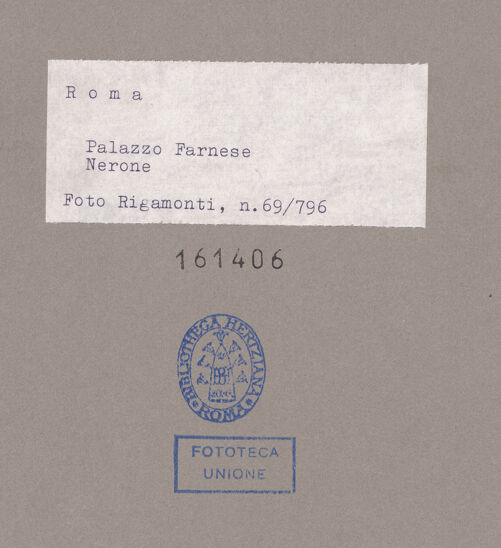 R o m a
Palazzo Farnese
Nerone
Foto Rigamonti, n.69/796
161406
BIBLIOTHECA HERTZIANA
ROMA
FOTOTECA
UNIONE